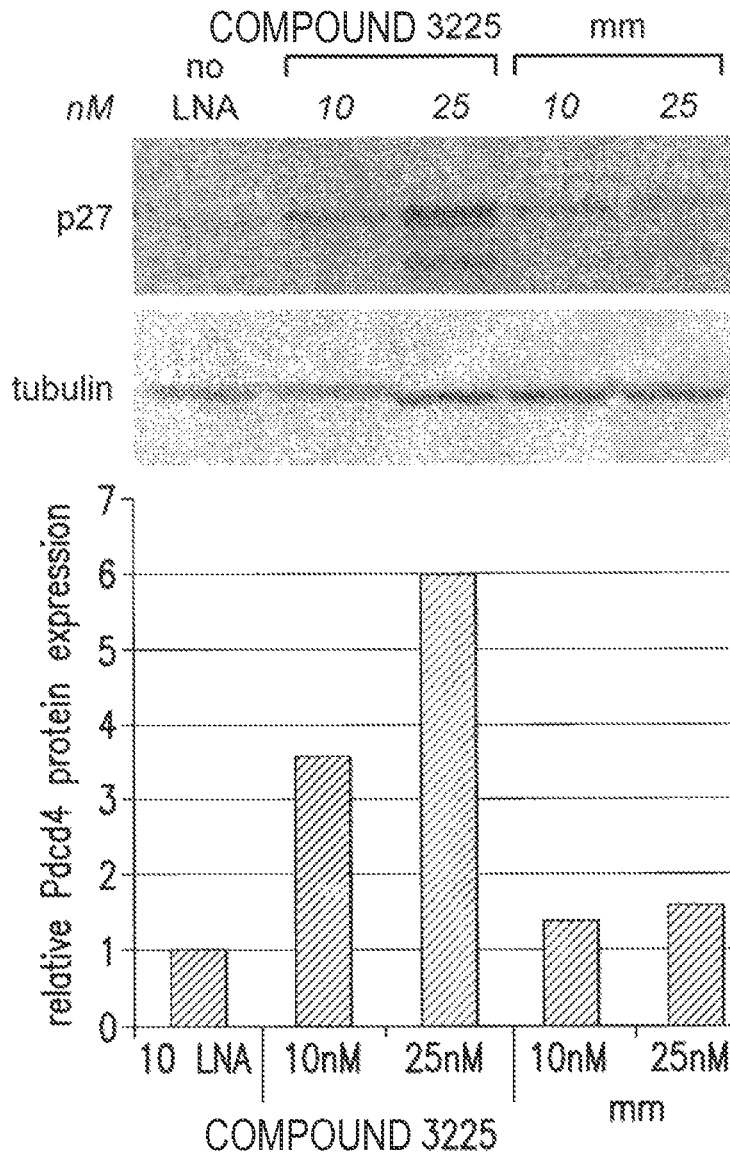 COMPOUND 3225 mm
no
nM LNA 10 25 10 25
p27
tubulin
relative Pdcd4 protein expression
7
6
5
4
3
2
1
0
10 LNA 10nM 25nM 10nM 25nM
COMPOUND 3225 mm